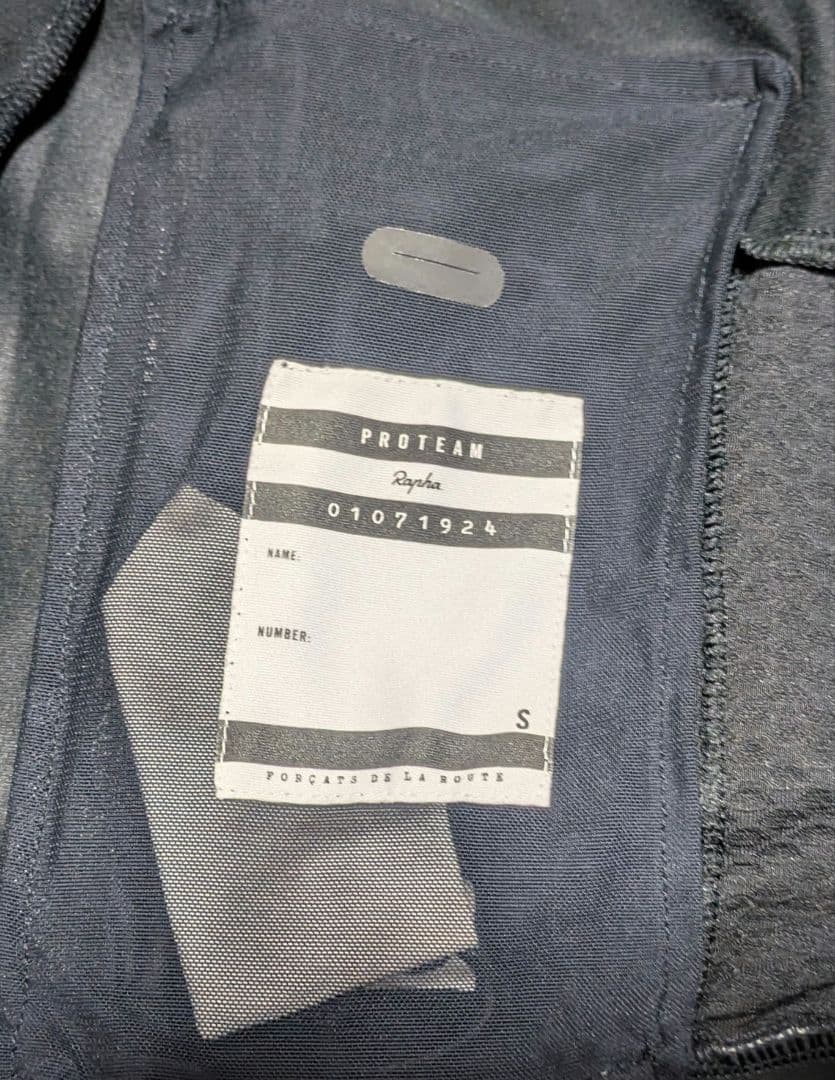 PROTEAM
Rapha
01071924
NAME:
NUMBER:
S
FORÇATS DE LA ROUTE